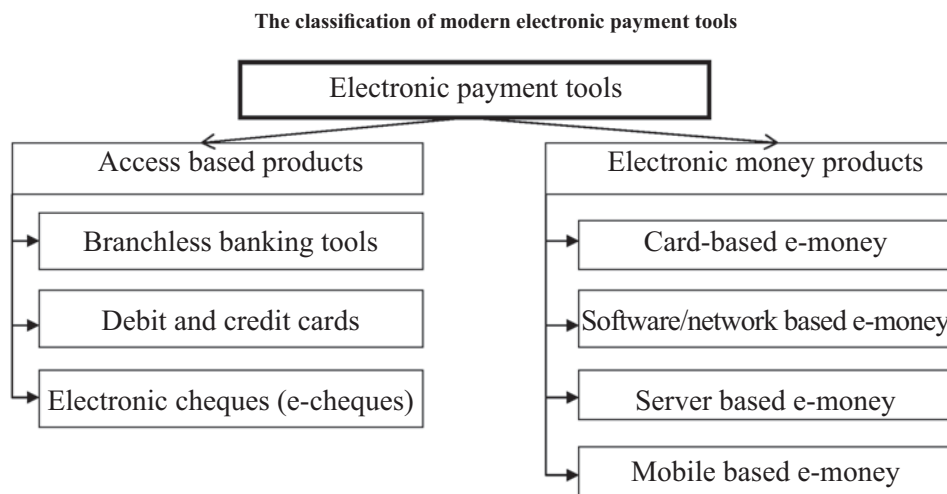 The classification of modern electronic payment tools
Electronic payment tools
Access based products
Branchless banking tools
Debit and credit cards
Electronic cheques (e-cheques)
Electronic money products
Card-based e-money
Software/network based e-money
Server based e-money
Mobile based e-money